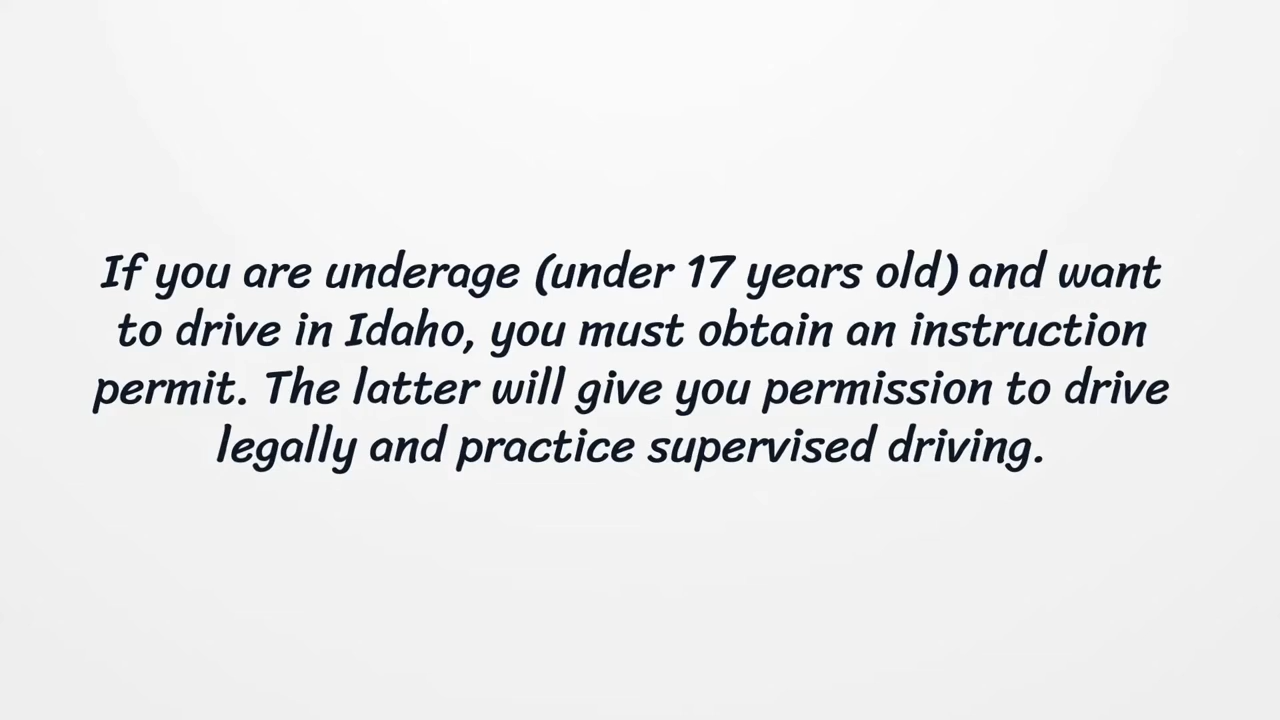 If you are underage (under 17 years old) and want
to drive in Idaho, you must obtain an instruction
permit. The latter will give you permission to drive
legally and practice supervised driving.